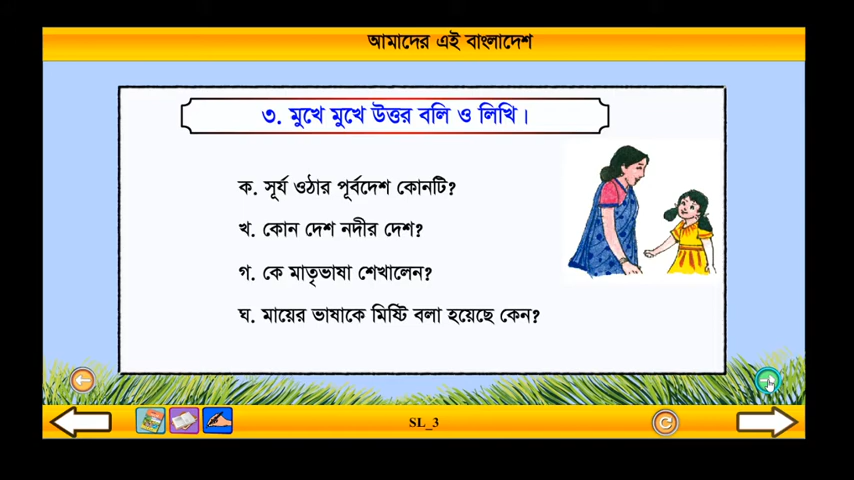 আমাদের এই বাংলাদেশ
৩. মুখে মুখে উত্তর বলি ও লিখি।
ক. সূর্য ওঠার পূর্বদেশ কোনটি?
খ. কোন দেশ নদীর দেশ?
গ. কে মাতৃভাষা শেখালেন?
ঘ. মায়ের ভাষাকে মিষ্টি বলা হয়েছে কেন?
SL_3